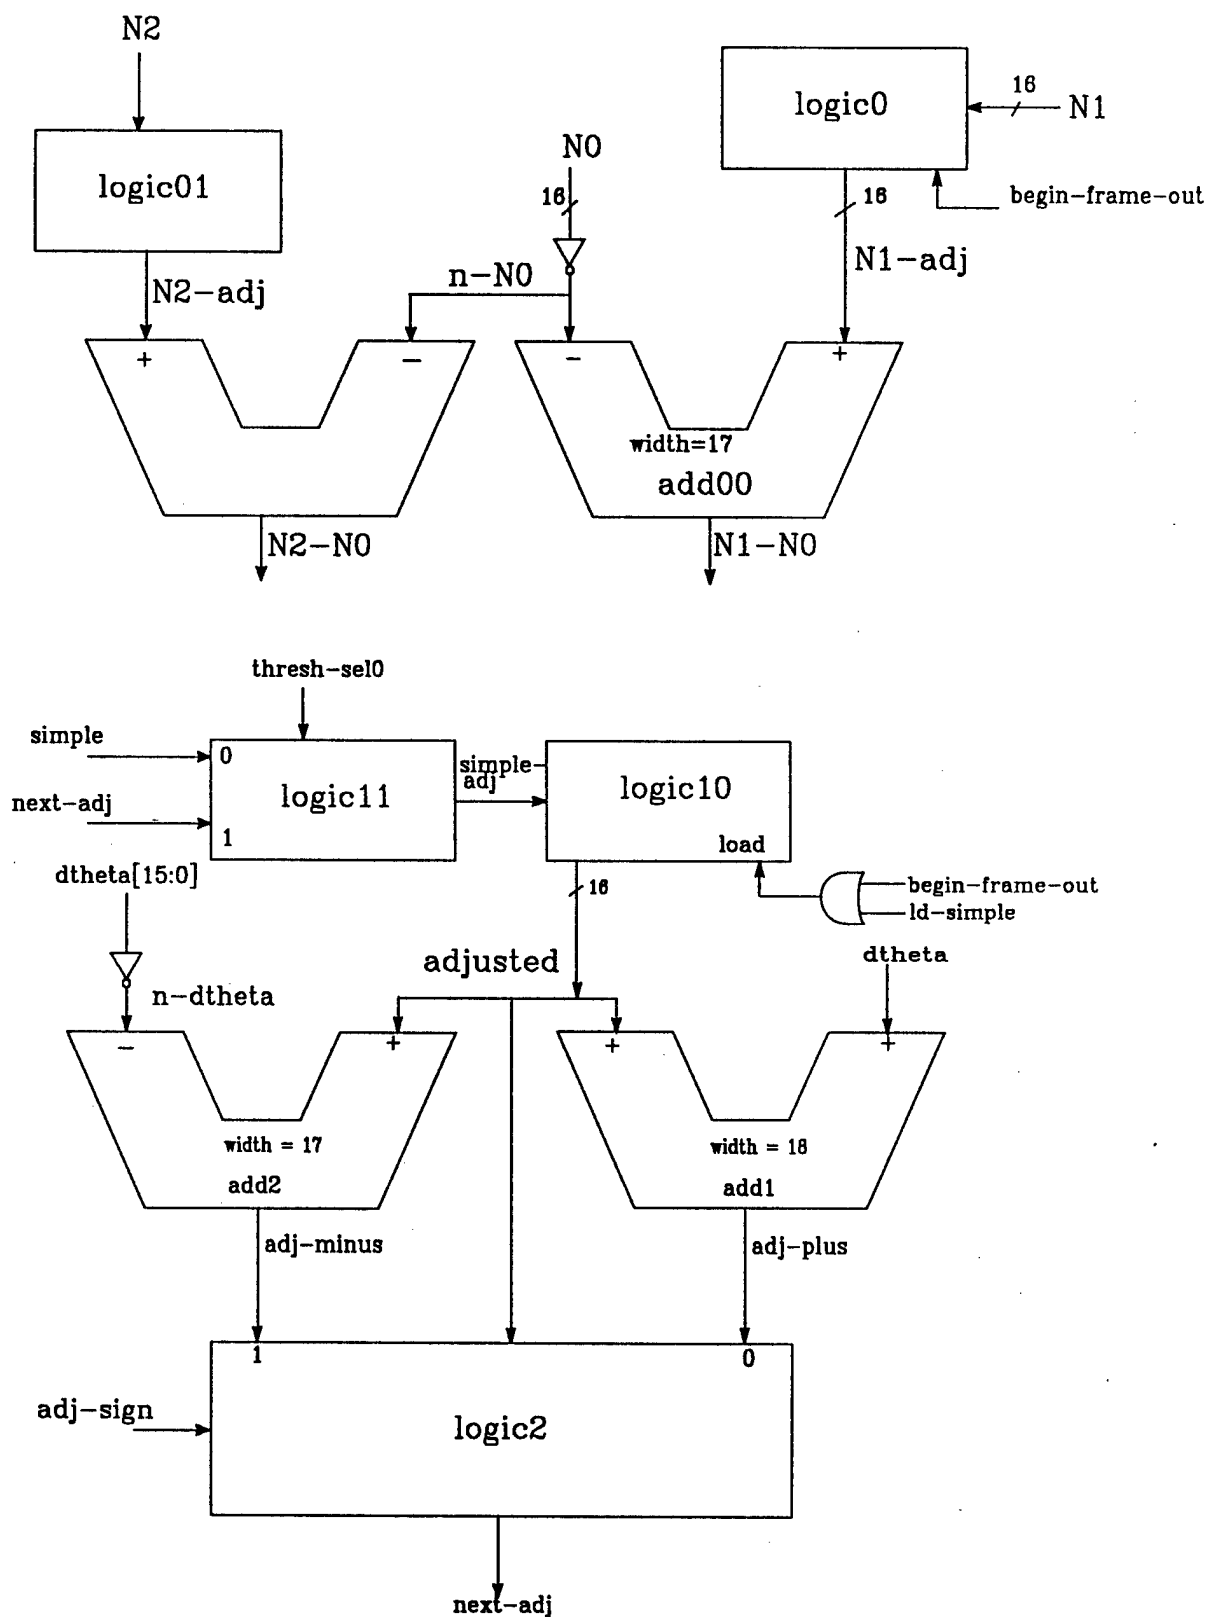 N2
16
logic0
N1
N0
logic01
16
16
begin-frame-out
N1-adj
n-N0
N2-adj
+
-
-
+
width=17
add00
N2-N0
N1-N0
thresh-sel0
simple
0
simple-
adj
logic11
logic10
next-adj
1
load
dtheta[15:0]
16
begin-frame-out
ld-simple
adjusted
dtheta
n-dtheta
-
+
+
+
width = 17
width = 16
add2
add1
adj-minus
adj-plus
1
0
adj-sign
logic2
next-adj